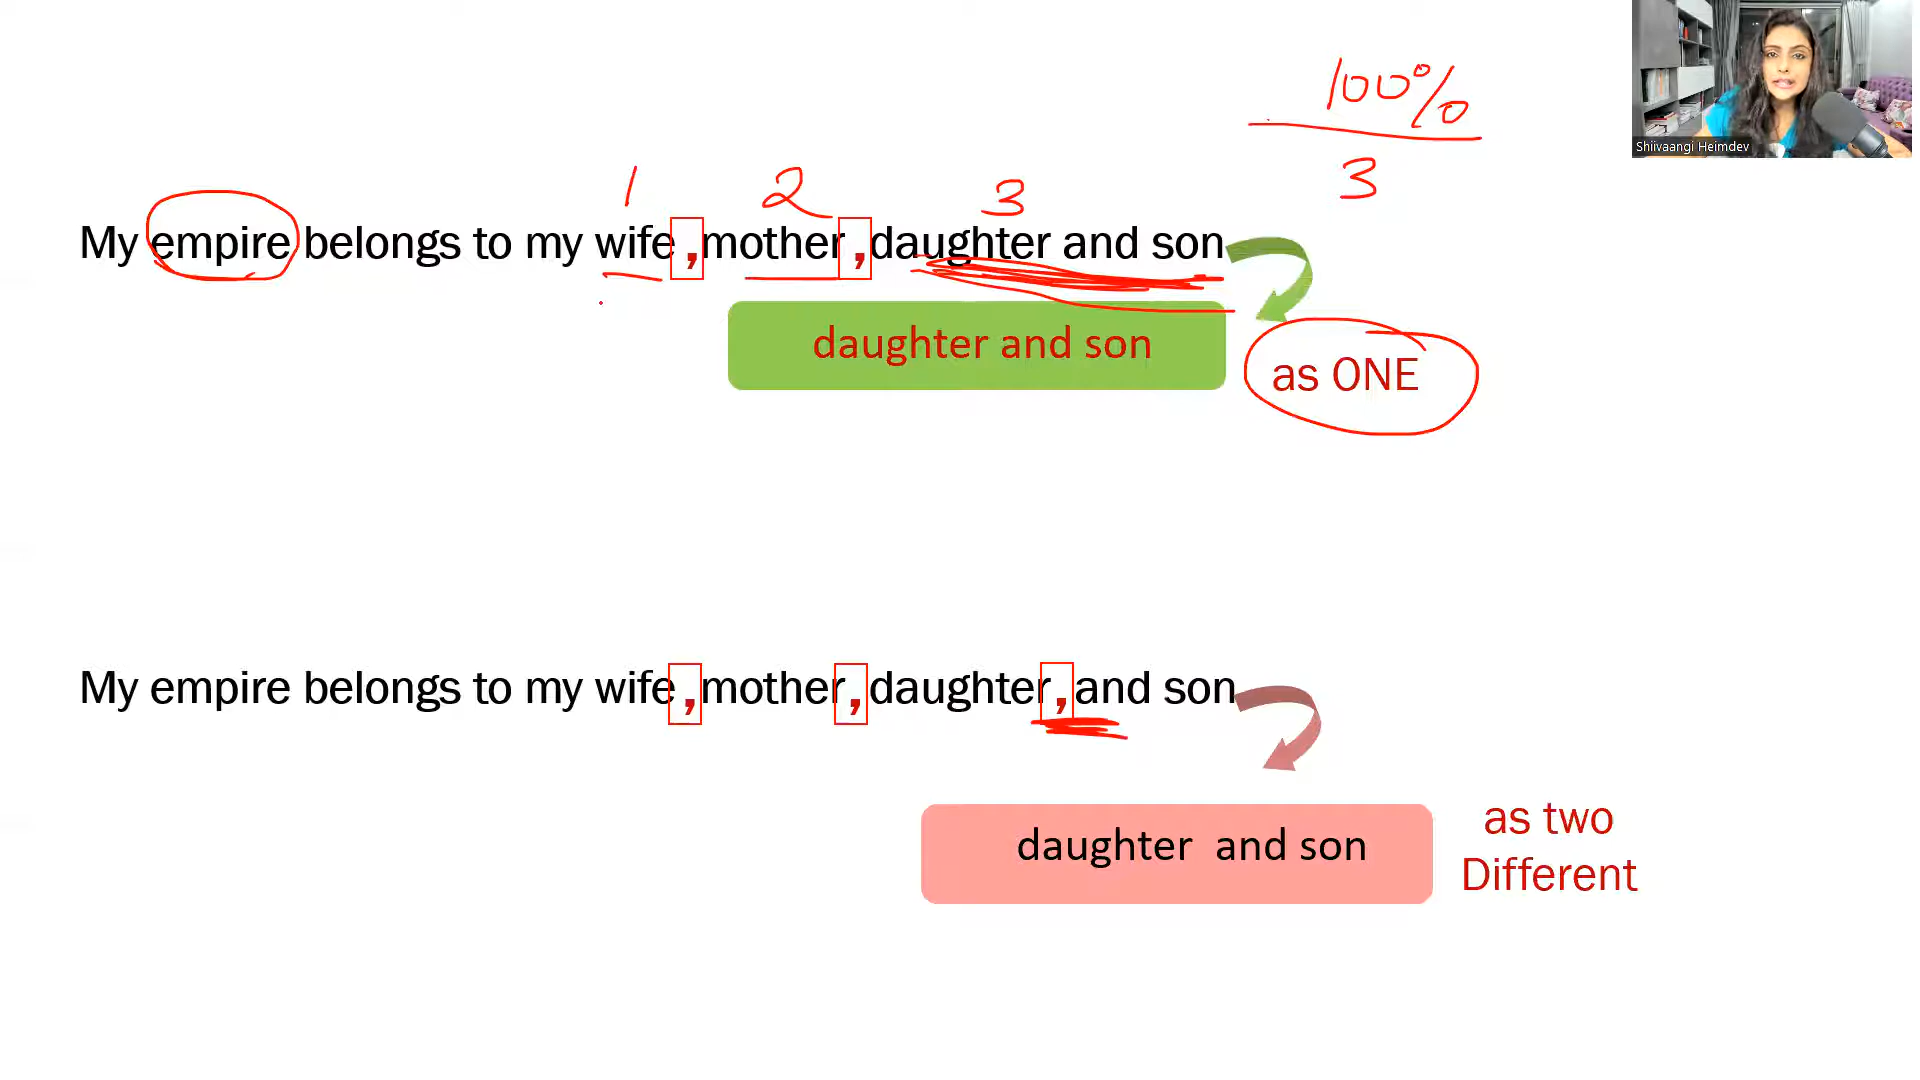 100%
3
Shiivaangi Heimdev
1 2 3
My empire belongs to my wife , mother , daughter and son
daughter and son
as ONE
My empire belongs to my wife , mother , daughter , and son
daughter and son
as two
Different